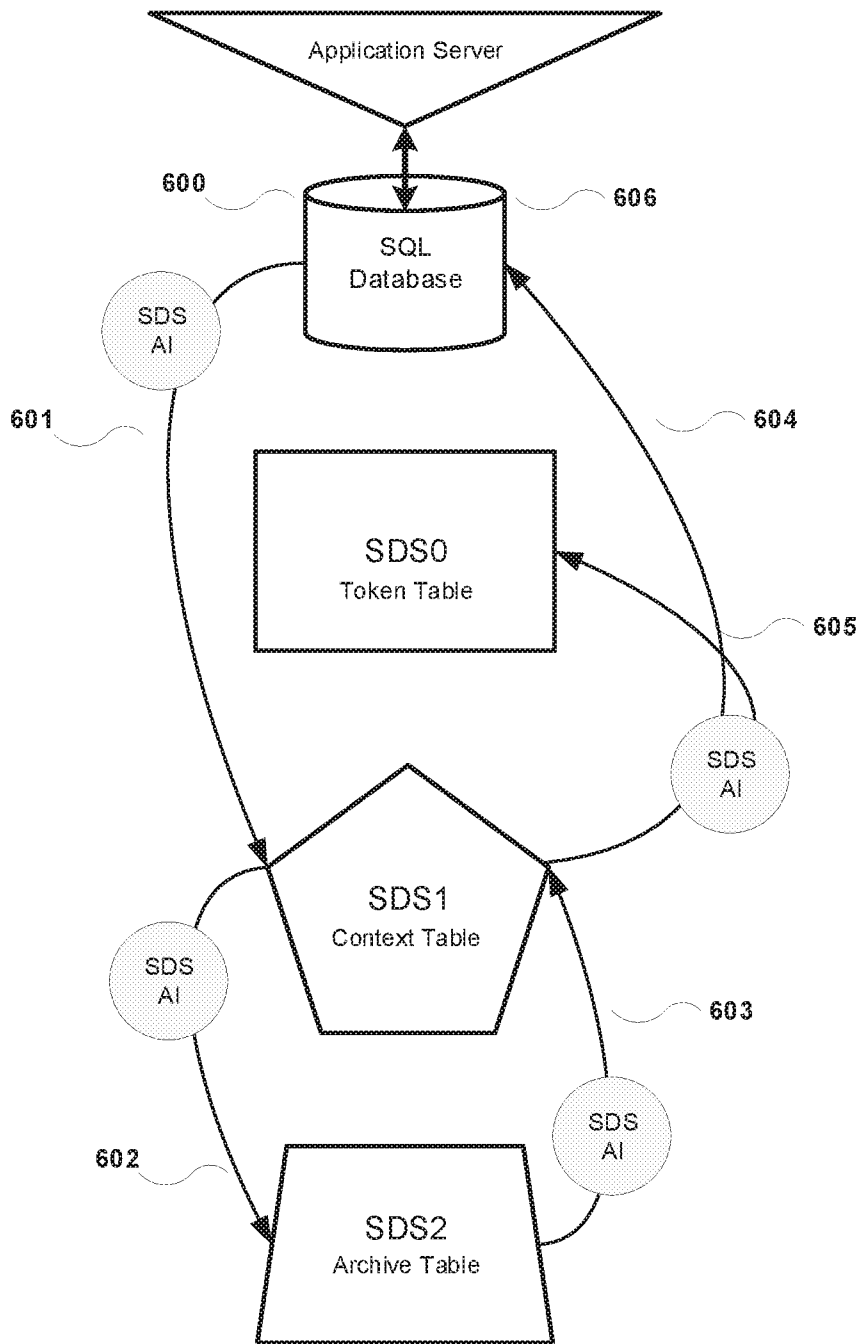 Application Server
600
606
SQL
Database
SDS
AI
601
604
SDS0
Token Table
605
SDS
AI
SDS1
Context Table
SDS
AI
603
SDS
AI
602
SDS2
Archive Table